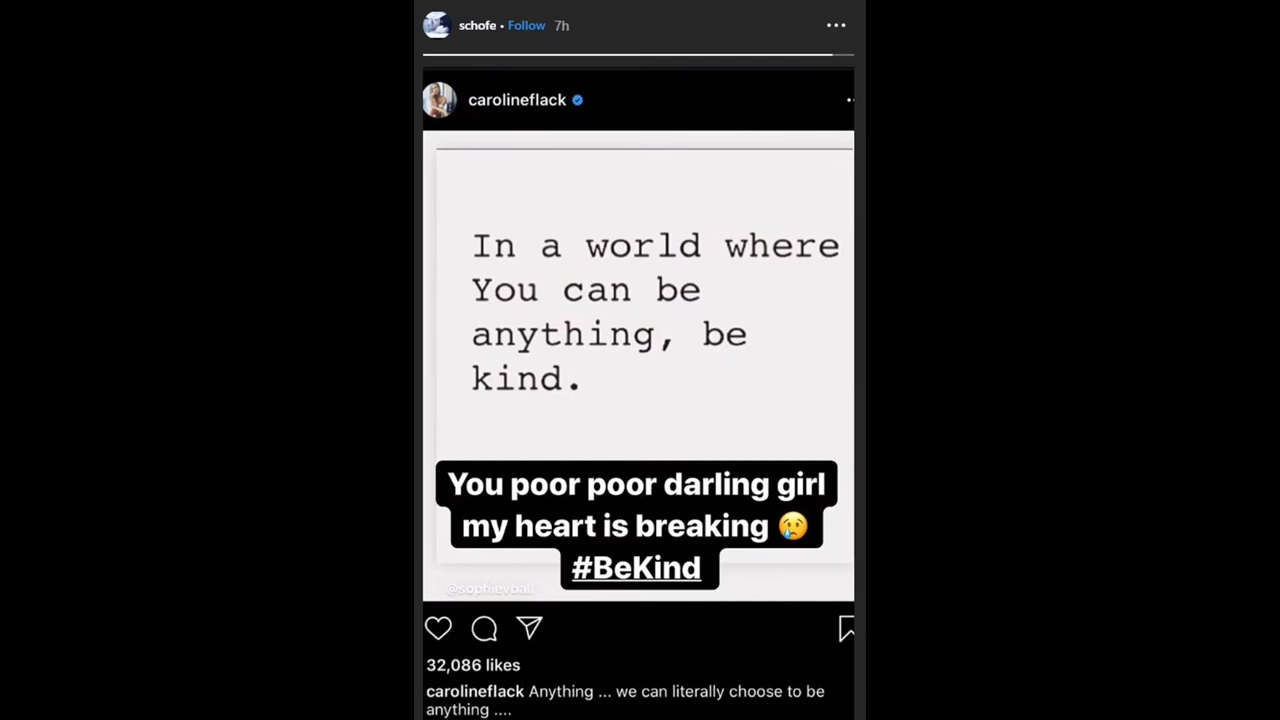 schofe • Follow 7h
carolineflack
In a world where
You can be
anything, be
kind.
You poor poor darling girl
my heart is breaking 😢
#BeKind
@sophievball
32,086 likes
carolineflack Anything ... we can literally choose to be
anything ....